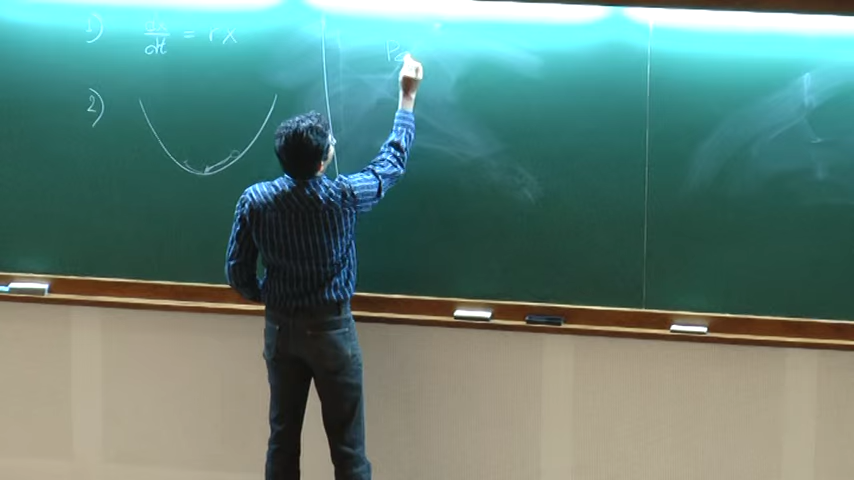 1) dx/dt = rx
2)